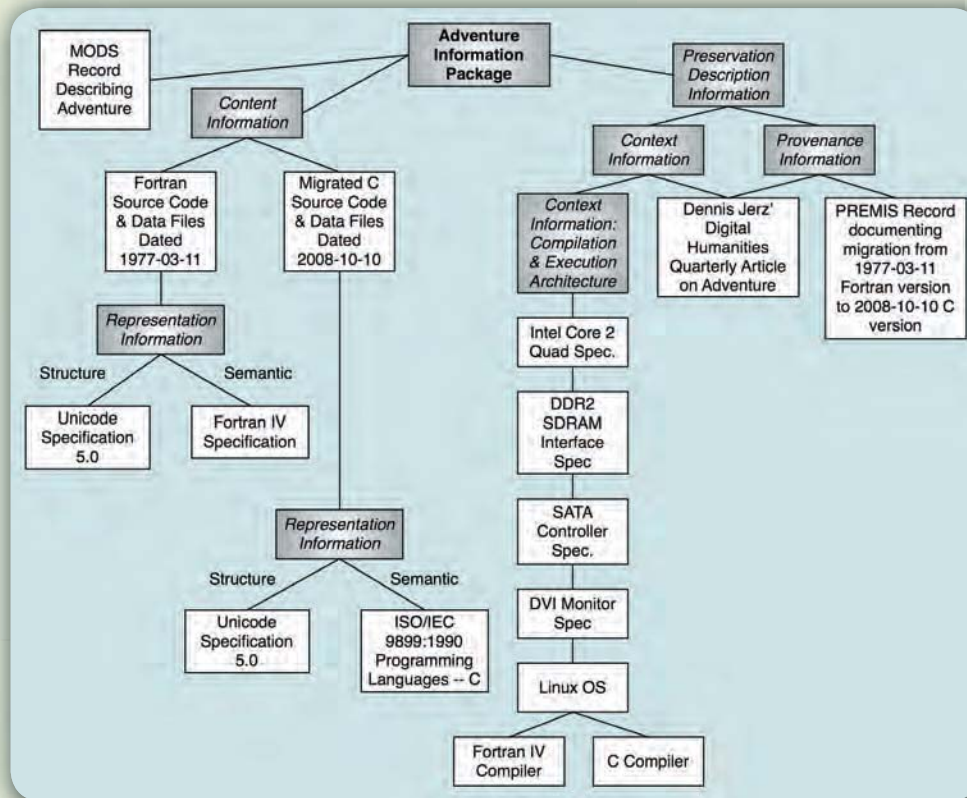 MODS
Record
Describing
Adventure
Adventure
Information
Package
Preservation
Description
Information
Content
Information
Context
Information
Provenance
Information
Fortran
Source Code
& Data Files
Dated
1977-03-11
Migrated C
Source Code
& Data Files
Dated
2008-10-10
Context
Information:
Compilation
& Execution
Architecture
Dennis Jerz'
Digital
Humanities
Quarterly Article
on Adventure
PREMIS Record
documenting
migration from
1977-03-11
Fortran version
to 2008-10-10 C
version
Representation
Information
Structure
Semantic
Unicode
Specification
5.0
Fortran IV
Specification
Intel Core 2
Quad Spec.
DDR2
SDRAM
Interface
Spec
SATA
Controller
Spec.
Representation
Information
Structure
Semantic
Unicode
Specification
5.0
ISO/IEC
9899:1990
Programming
Languages -- C
DVI Monitor
Spec
Linux OS
Fortran IV
Compiler
C Compiler